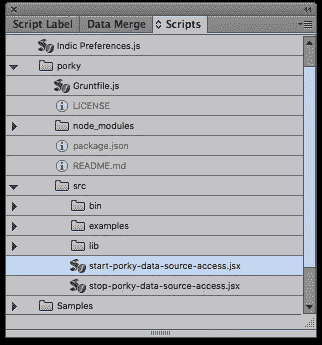 Script Label Data Merge Scripts
Indic Preferences.js
porky
Gruntfile.js
LICENSE
node_modules
package.json
README.md
src
bin
examples
lib
start-porky-data-source-access.jsx
stop-porky-data-source-access.jsx
Samples